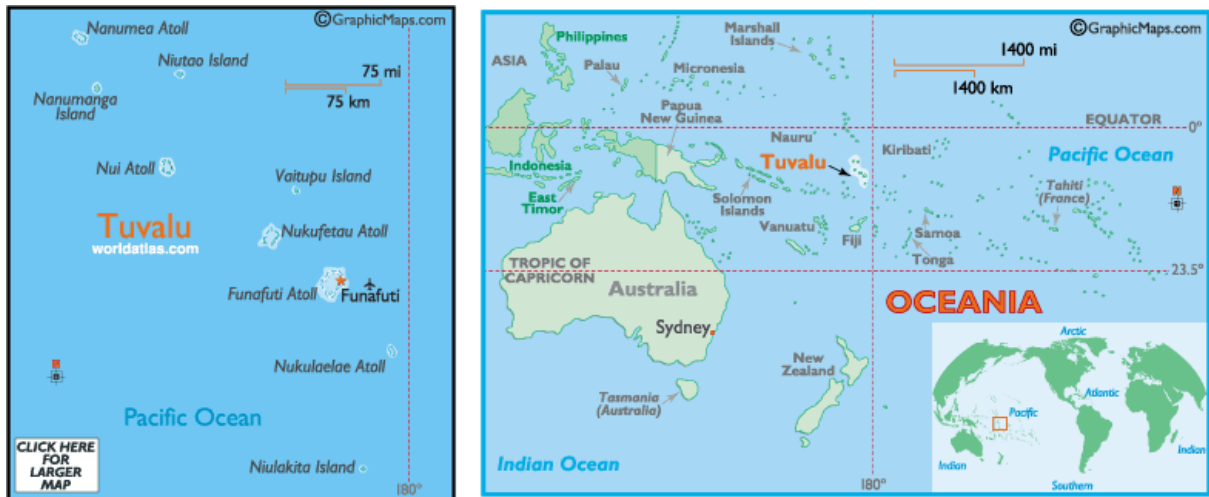 ©GraphicMaps.com
Nanumea Atoll
Niutao Island
75 mi
75 km
Nanumanga
Island
Nui Atoll
Vaitupu Island
Tuvalu
worldatlas.com
Nukufetau Atoll
Funafuti Atoll
Funafuti
Nukulaelae Atoll
N
Pacific Ocean
CLICK HERE
FOR
LARGER
MAP
Niulakita Island
180°
©GraphicMaps.com
Philippines
Marshall
Islands
1400 mi
1400 km
ASIA
Palau
Micronesia
Papua
New Guinea
EQUATOR
0°
Nauru
Kiribati
Pacific Ocean
Tuvalu
Indonesia
East
Timor
Solomon
Islands
Tahiti
(France)
N
Vanuatu
Fiji
Samoa
Tonga
TROPIC OF
CAPRICORN
23.5°
Australia
OCEANIA
Sydney
New
Zealand
Tasmania
(Australia)
Indian Ocean
180°
Arctic
Atlantic
Pacific
Indian
Indian
Southern